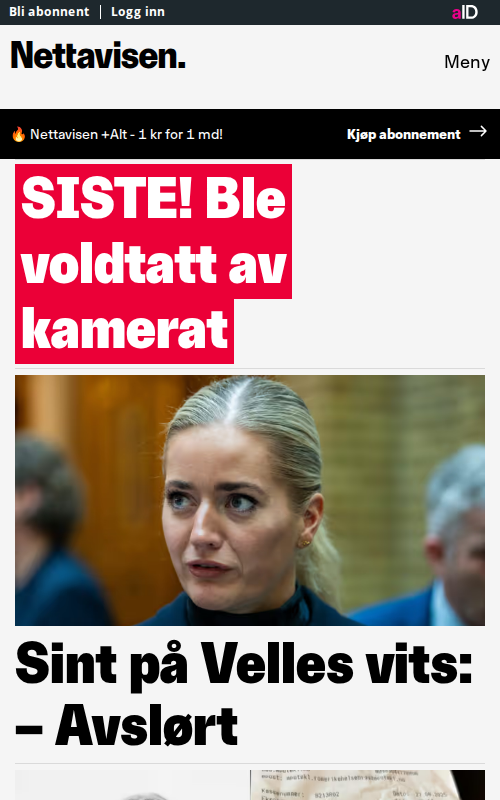 Bli abonnent | Logg inn
aID
Nettavisen.
Meny
🔥 Nettavisen +Alt - 1 kr for 1 md!
Kjøp abonnement →
SISTE! Ble
voldtatt av
kamerat
Sint på Velles vits:
– Avslørt